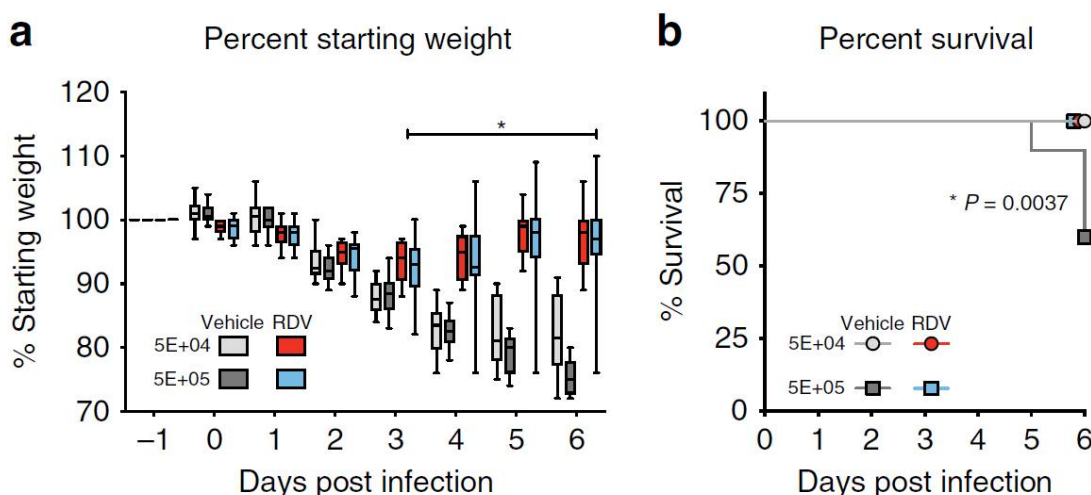 a Percent starting weight
% Starting weight
120
110
100
90
80
70
*
Vehicle RDV
5E+04
5E+05
–1 0 1 2 3 4 5 6
Days post infection
b Percent survival
% Survival
100
75
50
25
0
* P = 0.0037
Vehicle RDV
5E+04
5E+05
0 1 2 3 4 5 6
Days post infection